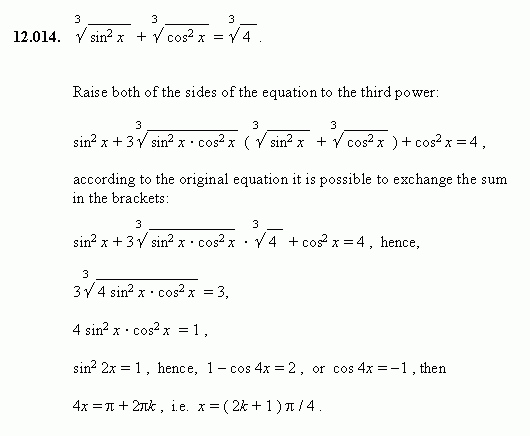 12.014. ∛sin² x + ∛cos² x = ∛4 .
Raise both of the sides of the equation to the third power:
sin² x + 3∛sin² x · cos² x ( ∛sin² x + ∛cos² x ) + cos² x = 4 ,
according to the original equation it is possible to exchange the sum
in the brackets:
sin² x + 3∛sin² x · cos² x · ∛4 + cos² x = 4 , hence,
3∛4 sin² x · cos² x = 3,
4 sin² x · cos² x = 1 ,
sin² 2x = 1 , hence, 1 – cos 4x = 2 , or cos 4x = –1 , then
4x = π + 2πk , i.e. x = ( 2k + 1 ) π / 4 .